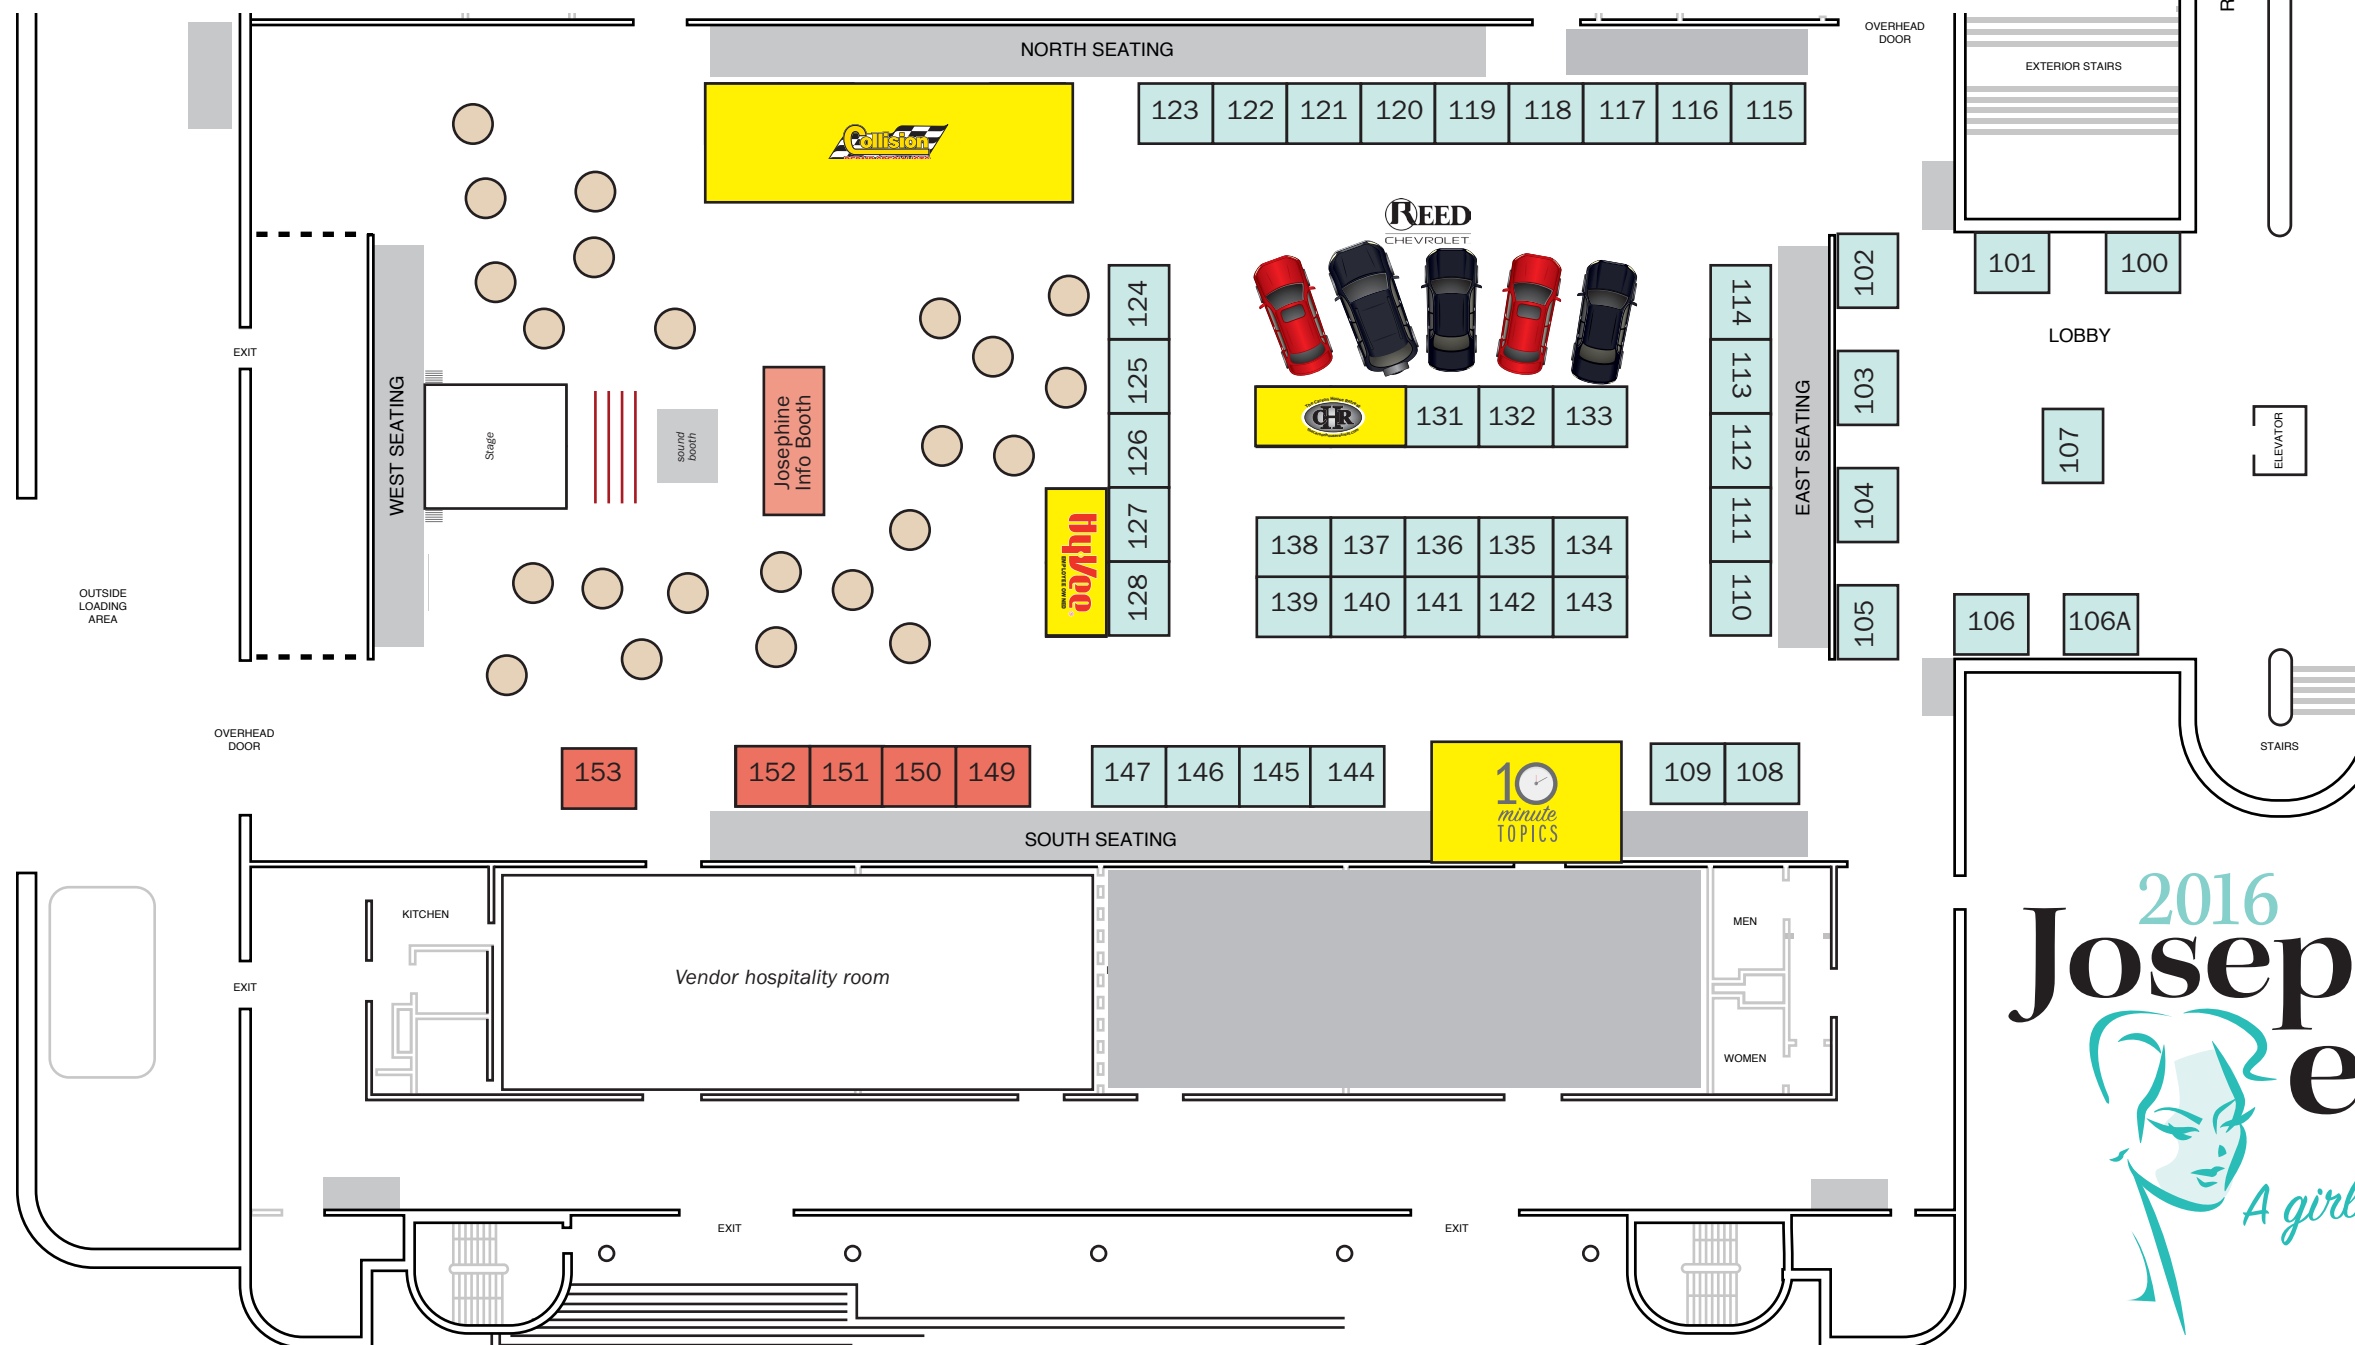 R
OVERHEAD
DOOR
NORTH SEATING
EXTERIOR STAIRS
Collision
123 122 121 120 119 118 117 116 115
REED
CHEVROLET
102
101 100
124
114
LOBBY
EXIT
125
113
103
WEST SEATING
Stage
sound
booth
Josephine
Info Booth
126
CHR
131 132 133
112
EAST SEATING
107
ELEVATOR
127
HyVee
EMPLOYEE OWNED
128
138 137 136 135 134
139 140 141 142 143
111
110
104
105
106 106A
OUTSIDE
LOADING
AREA
OVERHEAD
DOOR
STAIRS
153
152 151 150 149
147 146 145 144
10
minute
TOPICS
109 108
SOUTH SEATING
KITCHEN
MEN
Vendor hospitality room
EXIT
WOMEN
2016
Josep
e
A girl
EXIT
EXIT